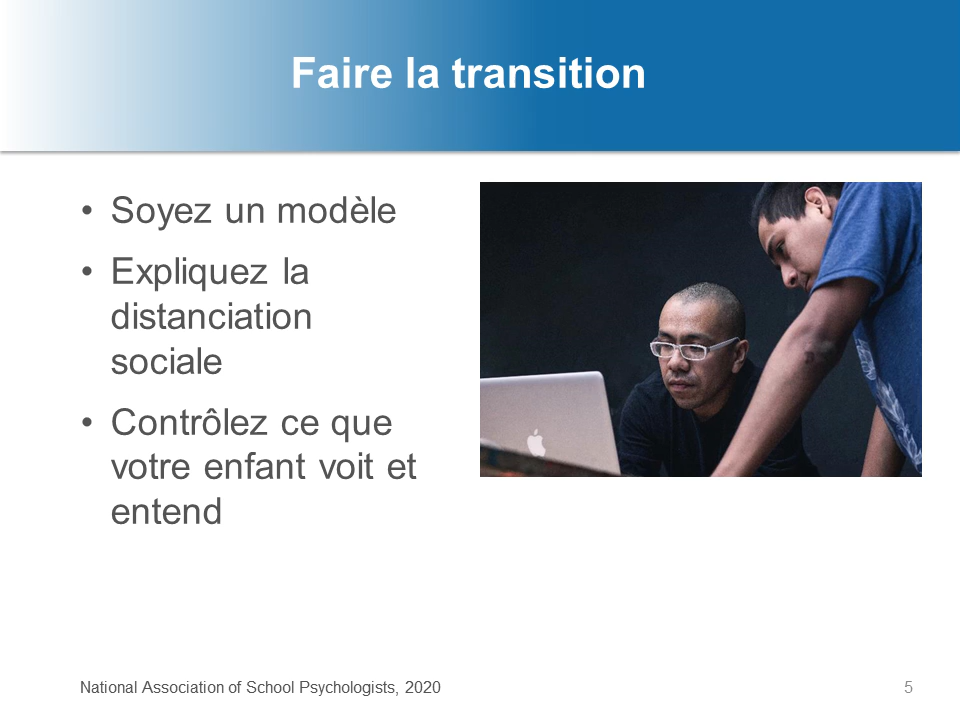 Faire la transition
• Soyez un modèle
• Expliquez la
distanciation
sociale
• Contrôlez ce que
votre enfant voit et
entend
National Association of School Psychologists, 2020
5